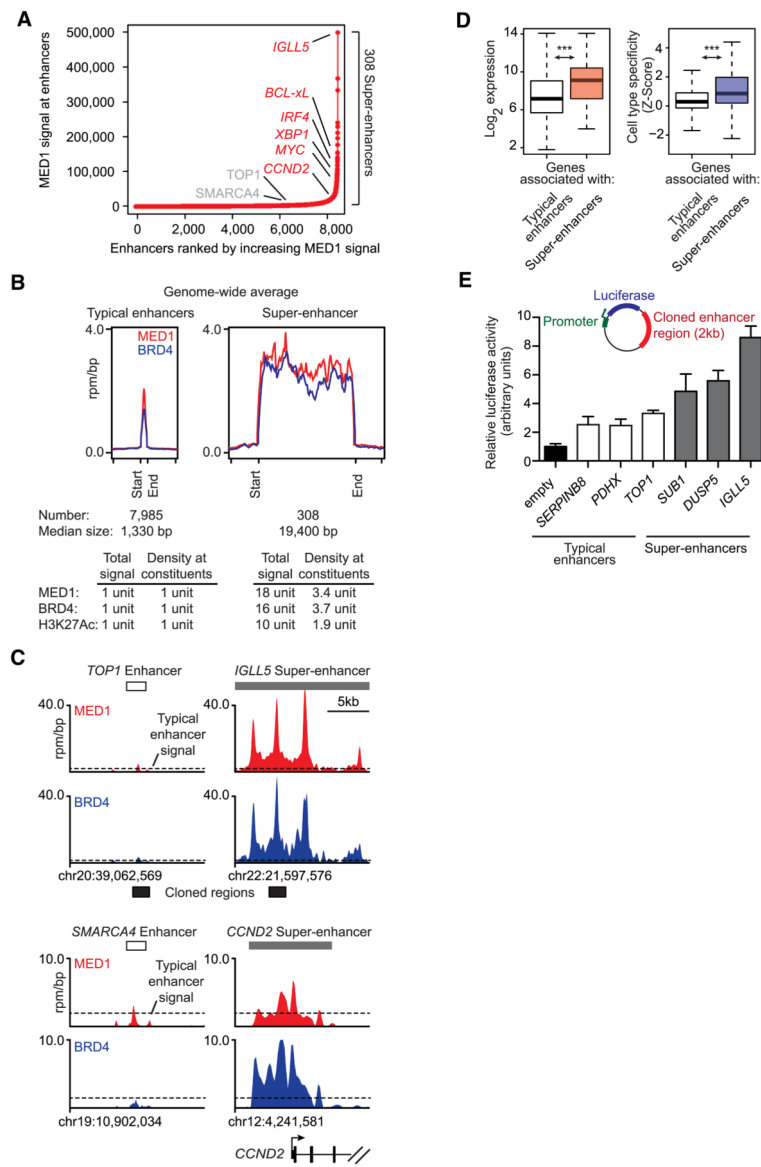 A
MED1 signal at enhancers
500,000
400,000
300,000
200,000
100,000
0
IGLL5
BCL-xL
IRF4
XBP1
MYC
CCND2
TOP1
SMARCA4
308 Super-enhancers
0 2,000 4,000 6,000 8,000
Enhancers ranked by increasing MED1 signal
B
Genome-wide average
Typical enhancers Super-enhancer
4.0 4.0
MED1
BRD4
rpm/bp
0.0 0.0
Start End Start End
Number: 7,985 308
Median size: 1,330 bp 19,400 bp
Total signal Density at constituents Total signal Density at constituents
MED1: 1 unit 1 unit 18 unit 3.4 unit
BRD4: 1 unit 1 unit 16 unit 3.7 unit
H3K27Ac: 1 unit 1 unit 10 unit 1.9 unit
C
TOP1 Enhancer IGLL5 Super-enhancer
40.0 MED1 40.0 5kb
rpm/bp
Typical
enhancer
signal
40.0 BRD4 40.0
chr20:39,062,569 chr22:21,597,576
Cloned regions
SMARCA4 Enhancer CCND2 Super-enhancer
10.0 MED1 10.0
rpm/bp
Typical
enhancer
signal
10.0 BRD4 10.0
chr19:10,902,034 chr12:4,241,581
CCND2
D
Log2 expression
14
10
6
2
***
Genes
associated with:
Typical
enhancers
Super-enhancers
Cell type specificity
(Z-Score)
4
2
0
−2
***
Genes
associated with:
Typical
enhancers
Super-enhancers
E
Relative luciferase activity
(arbitrary units)
10
8
6
4
2
0
Luciferase
Promoter
Cloned enhancer
region (2kb)
empty
SERPINB8
PDHX
TOP1
SUB1
DUSP5
IGLL5
Typical
enhancers
Super-enhancers